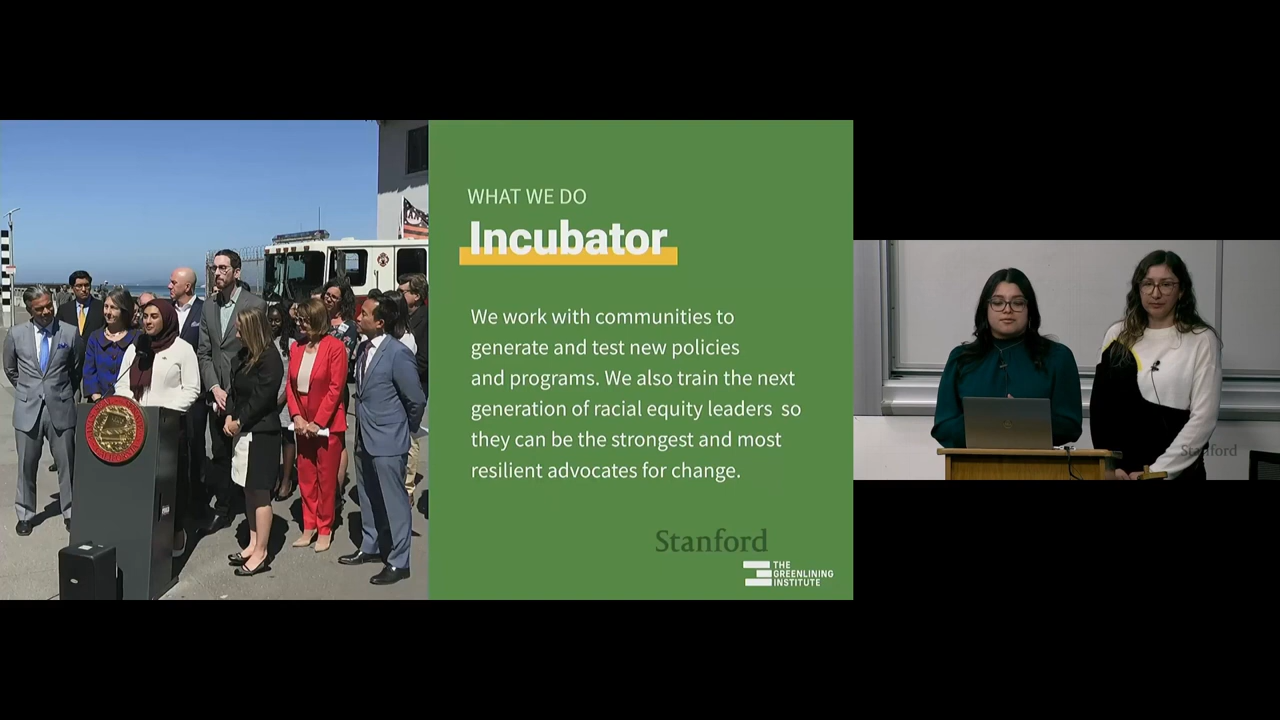 WHAT WE DO
Incubator
We work with communities to
generate and test new policies
and programs. We also train the next
generation of racial equity leaders so
they can be the strongest and most
resilient advocates for change.
Stanford
THE
GREENLINING
INSTITUTE
Stanford